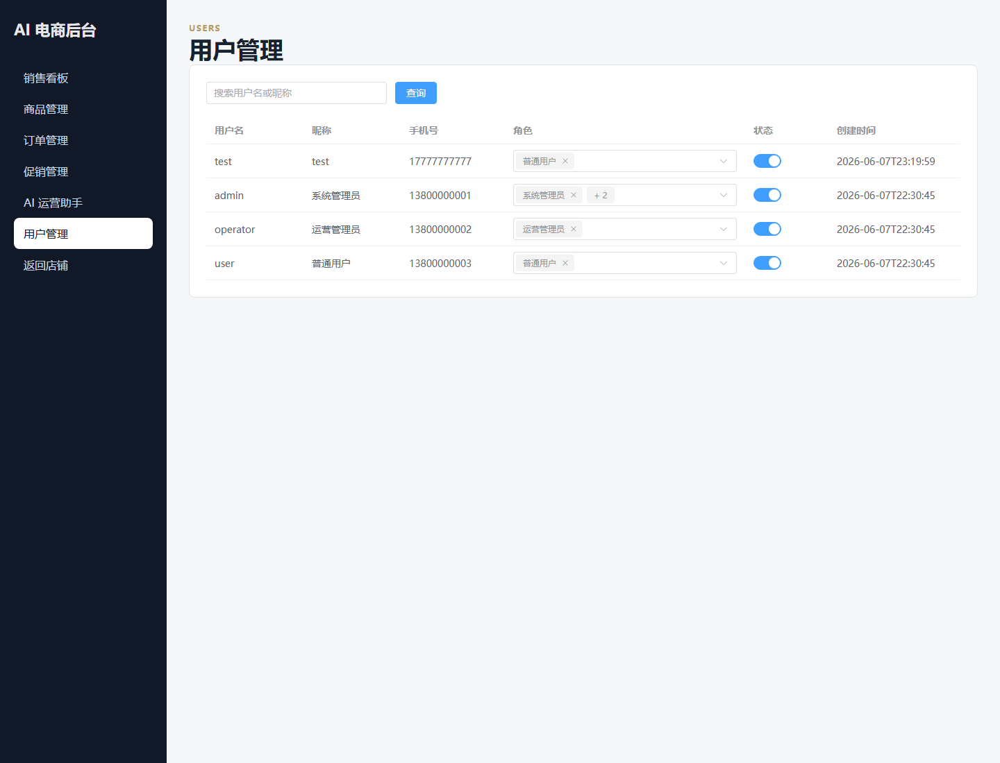 AI 电商后台
销售看板
商品管理
订单管理
促销管理
AI 运营助手
用户管理
返回店铺
USERS
用户管理
搜索用户名或昵称 查询
用户名 昵称 手机号 角色 状态 创建时间
test test 17777777777 普通用户 2026-06-07T23:19:59
admin 系统管理员 13800000001 系统管理员 + 2 2026-06-07T22:30:45
operator 运营管理员 13800000002 运营管理员 2026-06-07T22:30:45
user 普通用户 13800000003 普通用户 2026-06-07T22:30:45